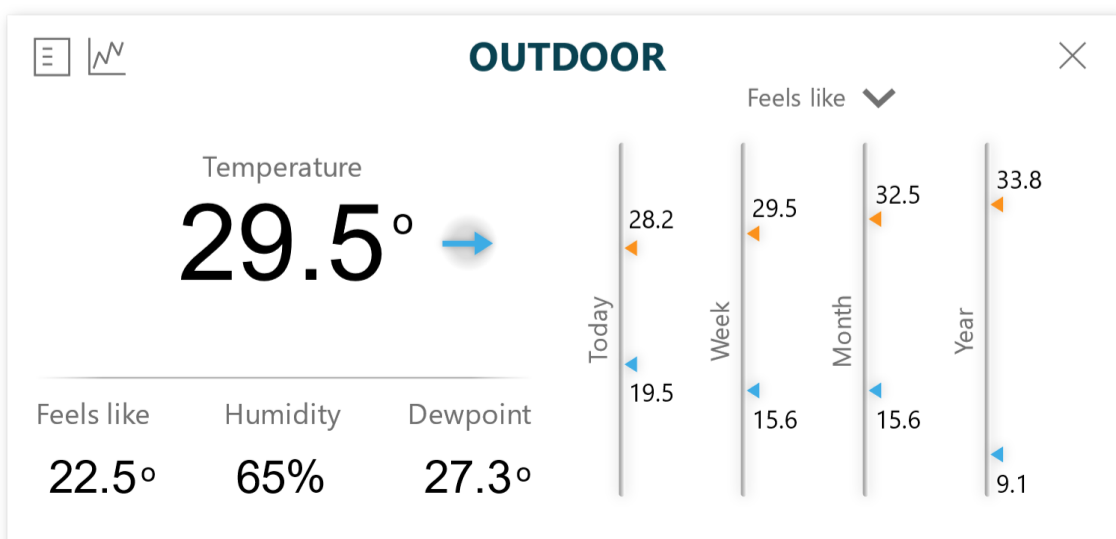 OUTDOOR
Feels like
Temperature
29.5°
Feels like
Humidity
Dewpoint
22.5°
65%
27.3°
Today
28.2
19.5
Week
29.5
15.6
Month
32.5
15.6
Year
33.8
9.1